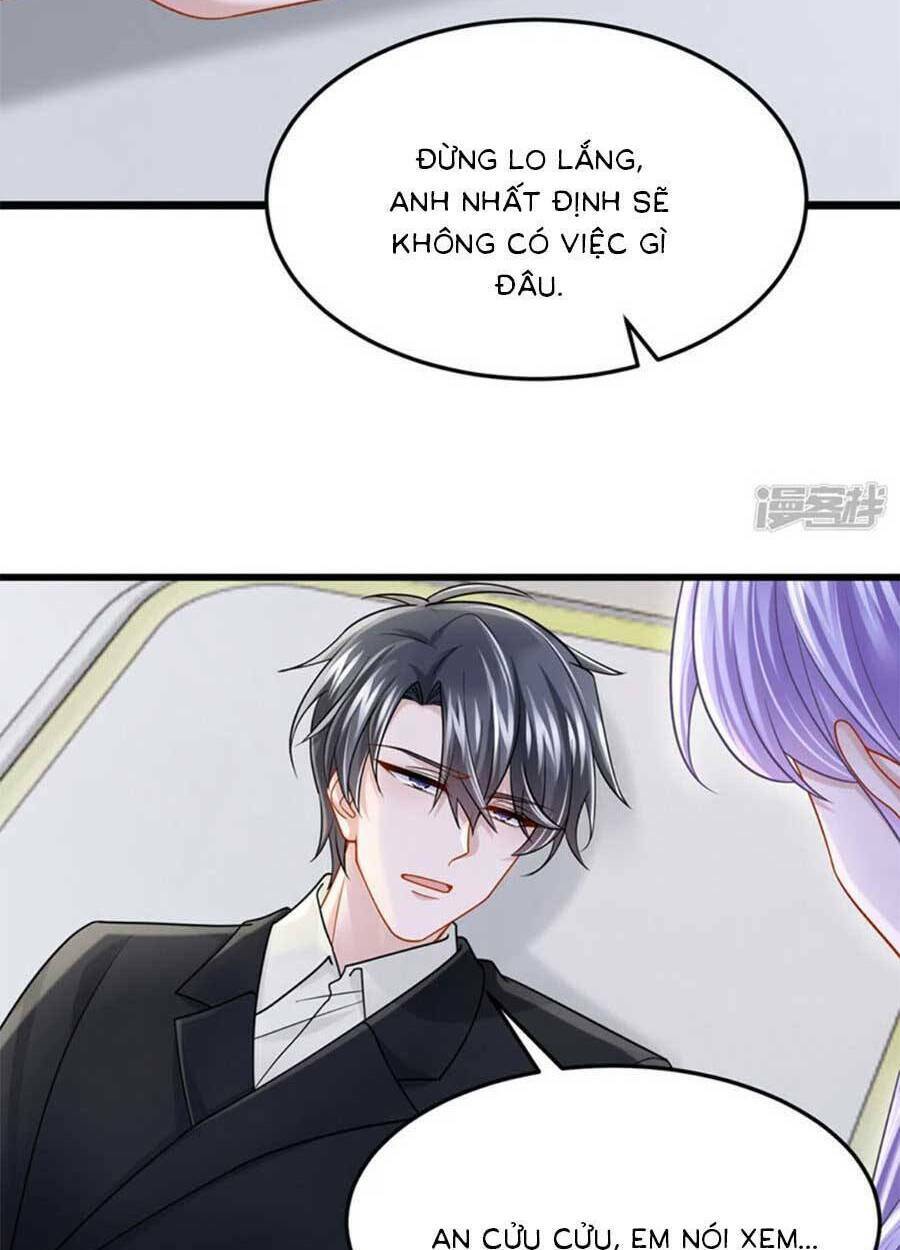 ĐỪNG LO LẮNG,
ANH NHẤT ĐỊNH SẼ
KHÔNG CÓ VIỆC GÌ
ĐÂU.
漫客栈
AN CỬU CỬU, EM NÓI XEM...